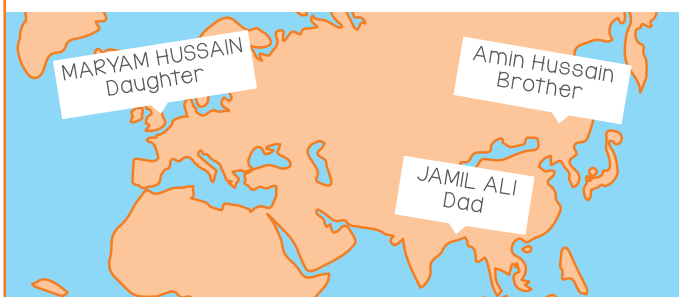 MARYAM HUSSAIN
Daughter
Amin Hussain
Brother
JAMIL ALI
Dad